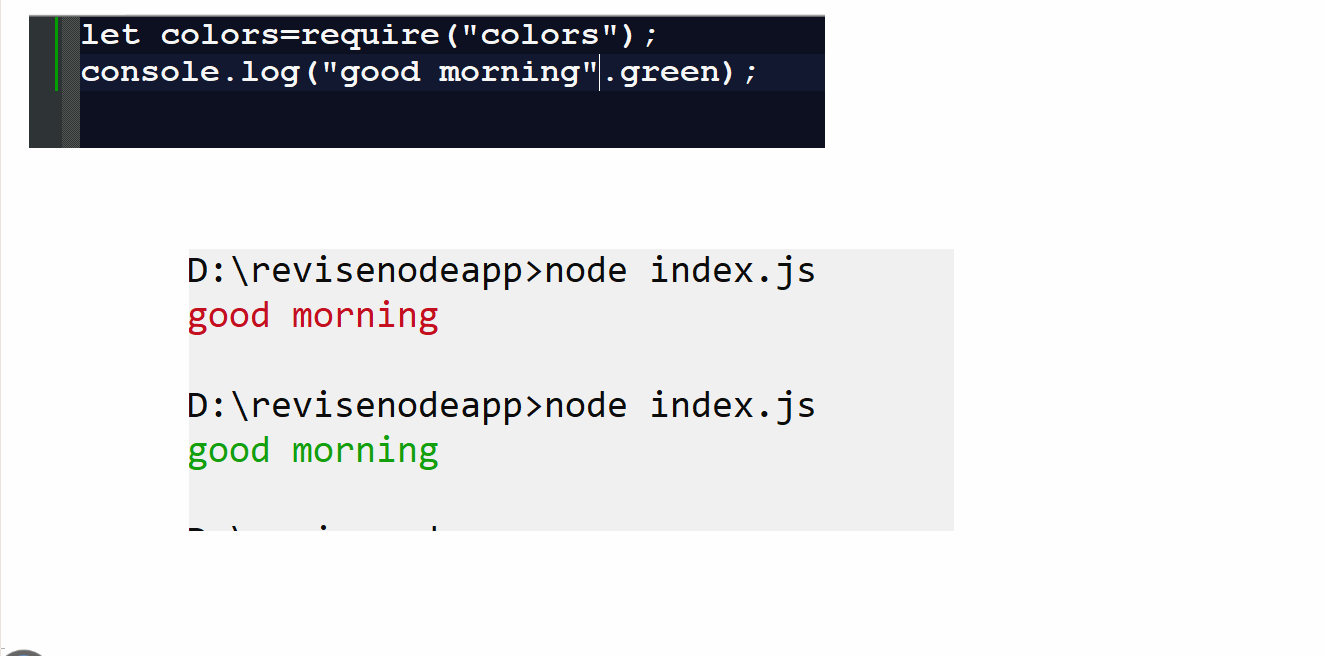 let colors=require("colors");
console.log("good morning".green);
D:\revisenodeapp>node index.js
good morning
D:\revisenodeapp>node index.js
good morning